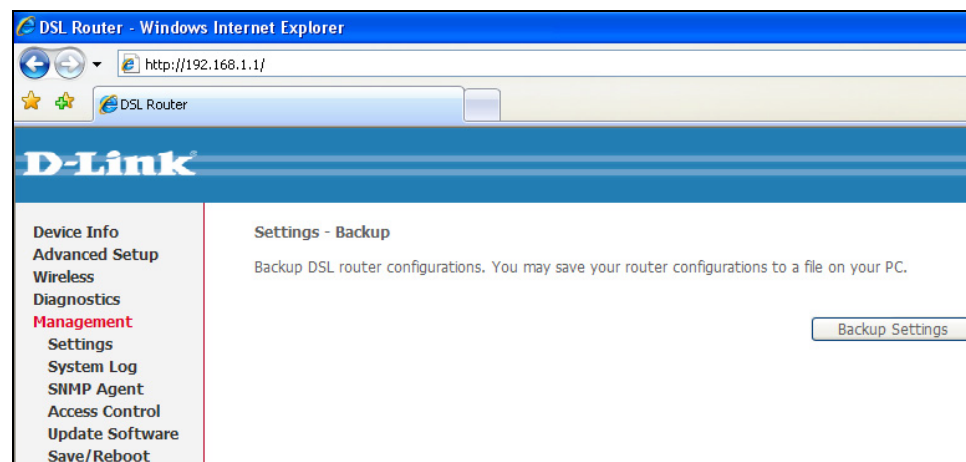 DSL Router - Windows Internet Explorer
http://192.168.1.1/
DSL Router
D-Link
Device Info
Advanced Setup
Wireless
Diagnostics
Management
Settings
System Log
SNMP Agent
Access Control
Update Software
Save/Reboot
Settings - Backup
Backup DSL router configurations. You may save your router configurations to a file on your PC.
Backup Settings